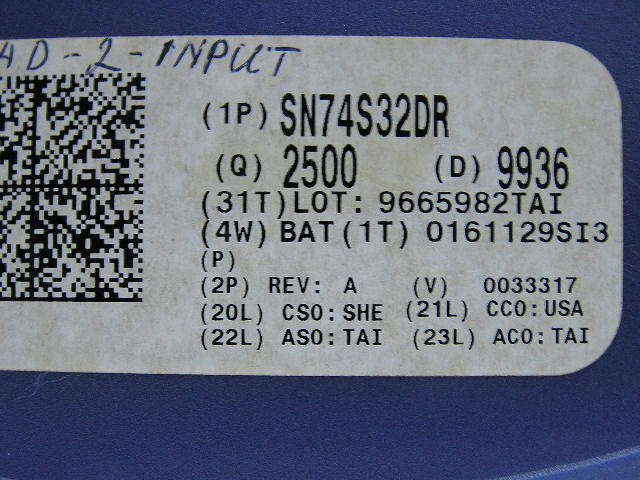 AD-2-INPUT
(1P) SN74S32DR
(Q) 2500 (D) 9936
(31T)LOT: 9665982TAI
(4W) BAT(1T) 0161129SI3
(P)
(2P) REV: A (V) 0033317
(20L) CSO:SHE (21L) CCO:USA
(22L) ASO:TAI (23L) ACO:TAI